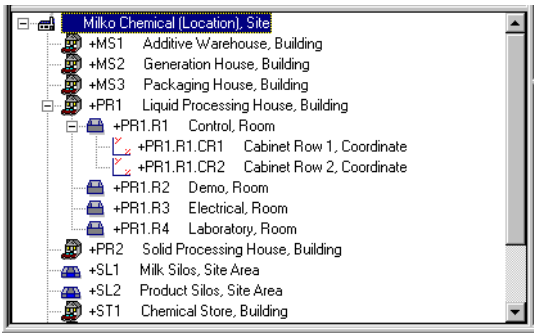 Milko Chemical (Location), Site
+MS1 Additive Warehouse, Building
+MS2 Generation House, Building
+MS3 Packaging House, Building
+PR1 Liquid Processing House, Building
+PR1.R1 Control, Room
+PR1.R1.CR1 Cabinet Row 1, Coordinate
+PR1.R1.CR2 Cabinet Row 2, Coordinate
+PR1.R2 Demo, Room
+PR1.R3 Electrical, Room
+PR1.R4 Laboratory, Room
+PR2 Solid Processing House, Building
+SL1 Milk Silos, Site Area
+SL2 Product Silos, Site Area
+ST1 Chemical Store, Building